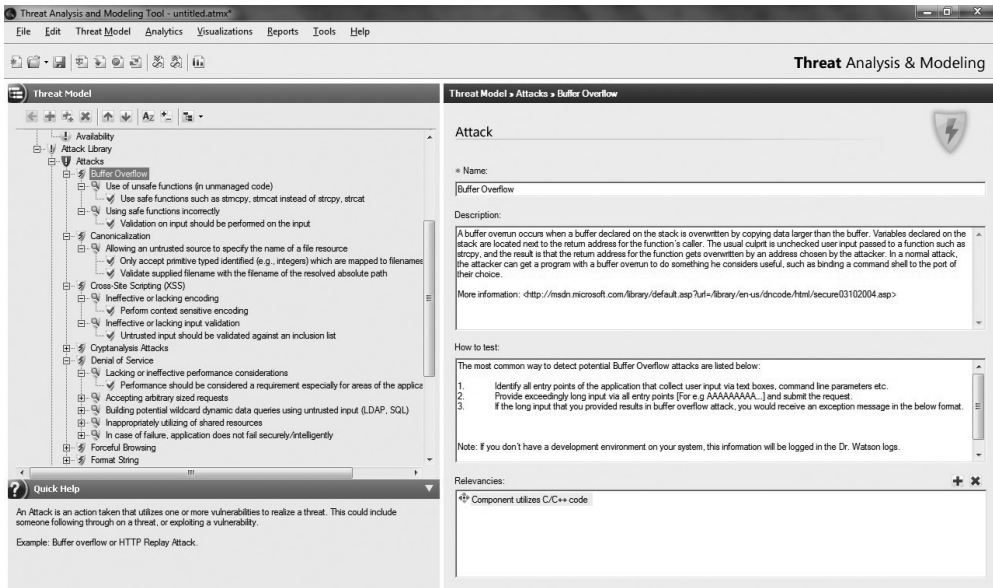 Threat Analysis and Modeling Tool - untitled.atmx*
File Edit Threat Model Analytics Visualizations Reports Tools Help
Threat Analysis & Modeling
Threat Model
Availability
Attack Library
Attacks
Buffer Overflow
Use of unsafe functions (in unmanaged code)
Use safe functions such as strncpy, strncat instead of strcpy, strcat
Using safe functions incorrectly
Validation on input should be performed on the input
Canonicalization
Allowing an untrusted source to specify the name of a file resource
Only accept primitive typed identified (e.g., integers) which are mapped to filenames
Validate supplied filename with the filename of the resolved absolute path
Cross-Site Scripting (XSS)
Ineffective or lacking encoding
Perform context sensitive encoding
Ineffective or lacking input validation
Untrusted input should be validated against an inclusion list
Cryptanalysis Attacks
Denial of Service
Lacking or ineffective performance considerations
Performance should be considered a requirement especially for areas of the applica
Accepting arbitrary sized requests
Building potential wildcard dynamic data queries using untrusted input (LDAP, SQL)
Inappropriately utilizing of shared resources
In case of failure, application does not fail securely/intelligently
Forceful Browsing
Format String
Quick Help
An Attack is an action taken that utilizes one or more vulnerabilities to realize a threat. This could include
someone following through on a threat, or exploiting a vulnerability.
Example: Buffer overflow or HTTP Replay Attack.
Threat Model » Attacks » Buffer Overflow
Attack
* Name:
Buffer Overflow
Description:
A buffer overrun occurs when a buffer declared on the stack is overwritten by copying data larger than the buffer. Variables declared on the
stack are located next to the return address for the function's caller. The usual culprit is unchecked user input passed to a function such as
strcpy, and the result is that the return address for the function gets overwritten by an address chosen by the attacker. In a normal attack,
the attacker can get a program with a buffer overrun to do something he considers useful, such as binding a command shell to the port of
their choice.
More information: <http://msdn.microsoft.com/library/default.asp?url=/library/en-us/dncode/html/secure03102004.asp>
How to test:
The most common way to detect potential Buffer Overflow attacks are listed below:
1. Identify all entry points of the application that collect user input via text boxes, command line parameters etc.
2. Provide exceedingly long input via all entry points [For e.g AAAAAAAAA...] and submit the request.
3. If the long input that you provided results in buffer overflow attack, you would receive an exception message in the below format.
Note: If you don't have a development environment on your system, this information will be logged in the Dr. Watson logs.
Relevancies:
Component utilizes C/C++ code